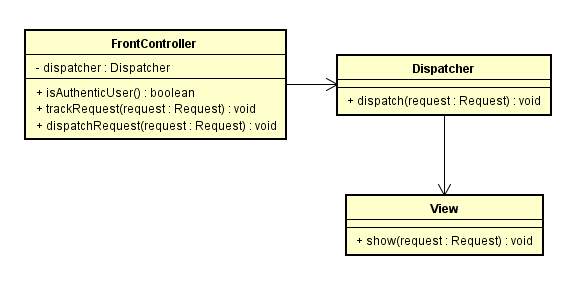 FrontController
- dispatcher : Dispatcher
+ isAuthenticUser() : boolean
+ trackRequest(request : Request) : void
+ dispatchRequest(request : Request) : void
Dispatcher
+ dispatch(request : Request) : void
View
+ show(request : Request) : void